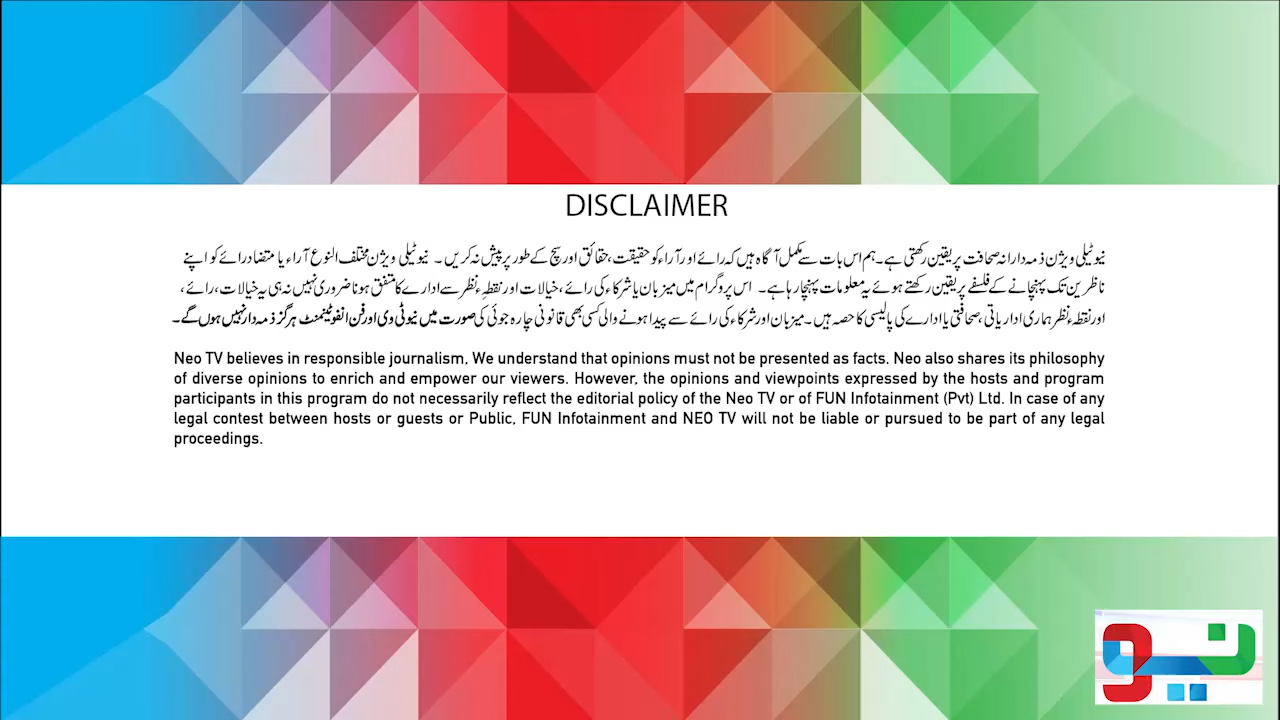 DISCLAIMER
نیو ٹیلی ویژن ذمہ دارانہ صحافت پر یقین رکھتی ہے۔ ہم اس بات سے مکمل آگاہ ہیں کہ رائے اور آراء کو حقیقت، حقائق اور سچ کے طور پر پیش نہ کریں ۔ نیو ٹیلی ویژن مختلف النوع آراء یا متضاد رائے کو اپنے
ناظرین تک پہنچانے کے فلسفے پر یقین رکھتے ہوئے یہ معلومات پہنچا رہا ہے۔ اس پروگرام میں میزبان یا شرکاء کی رائے، خیالات اور نقطہء نظر سے ادارے کا متفق ہونا ضروری نہیں نہ ہی یہ خیالات، رائے،
اور نقطہء نظر ہماری ادارتی، صحافتی یا ادارے کی پالیسی کا حصہ ہیں۔ میزبان اور شرکاء کی رائے سے پیدا ہونے والی کسی بھی قانونی چارہ جوئی کی صورت میں نیو ٹی وی اور فن انفوٹینمنٹ ہرگز ذمہ دار نہیں ہوں گے۔
Neo TV believes in responsible journalism, We understand that opinions must not be presented as facts. Neo also shares its philosophy
of diverse opinions to enrich and empower our viewers. However, the opinions and viewpoints expressed by the hosts and program
participants in this program do not necessarily reflect the editorial policy of the Neo TV or of FUN Infotainment (Pvt) Ltd. In case of any
legal contest between hosts or guests or Public, FUN Infotainment and NEO TV will not be liable or pursued to be part of any legal
proceedings.
نیو